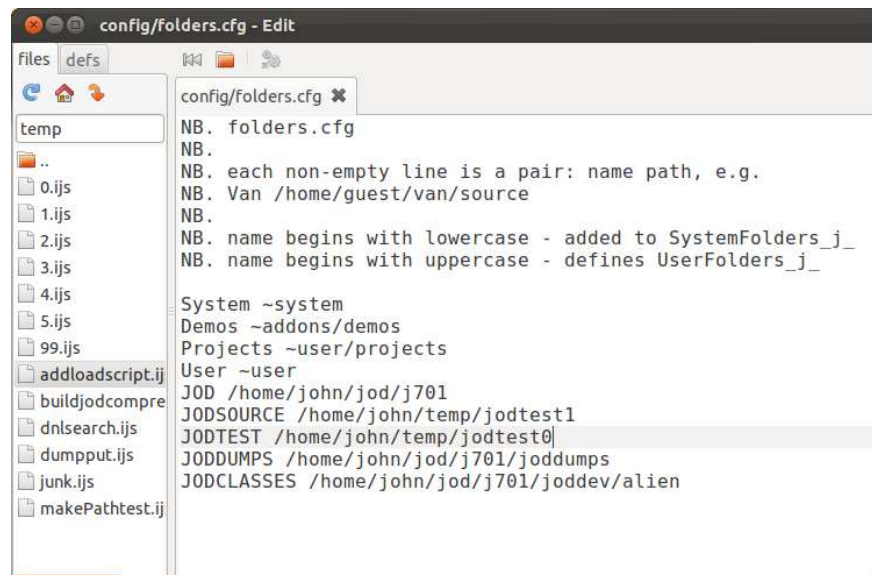 config/folders.cfg - Edit
files defs
config/folders.cfg
temp
..
0.ijs
1.ijs
2.ijs
3.ijs
4.ijs
5.ijs
99.ijs
addloadscript.ij
buildjodcompre
dnlsearch.ijs
dumpput.ijs
junk.ijs
makePathtest.ij
NB. folders.cfg
NB.
NB. each non-empty line is a pair: name path, e.g.
NB. Van /home/guest/van/source
NB.
NB. name begins with lowercase - added to SystemFolders_j_
NB. name begins with uppercase - defines UserFolders_j_
System ~system
Demos ~addons/demos
Projects ~user/projects
User ~user
JOD /home/john/jod/j701
JODSOURCE /home/john/temp/jodtest1
JODTEST /home/john/temp/jodtest0
JODDUMPS /home/john/jod/j701/joddumps
JODCLASSES /home/john/jod/j701/joddev/alien